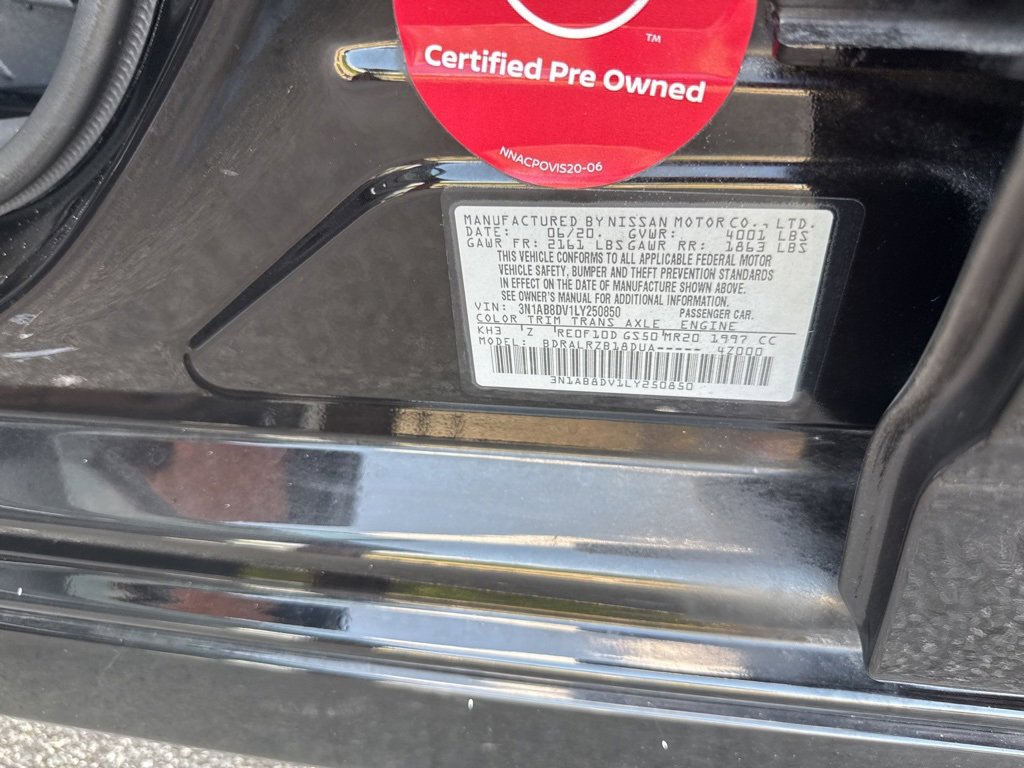 TM
Certified Pre Owned
NNACPOVIS20-06
MANUFACTURED BY NISSAN MOTOR CO., LTD.
DATE: 06/20. GVWR: 4001 LBS
GAWR FR: 2161 LBS GAWR RR: 1863 LBS
THIS VEHICLE CONFORMS TO ALL APPLICABLE FEDERAL MOTOR
VEHICLE SAFETY, BUMPER AND THEFT PREVENTION STANDARDS
IN EFFECT ON THE DATE OF MANUFACTURE SHOWN ABOVE.
SEE OWNER'S MANUAL FOR ADDITIONAL INFORMATION.
VIN: 3N1AB8DV1LY250850 PASSENGER CAR.
COLOR TRIM TRANS AXLE ENGINE
KH3 Z RE0F10D GS50 MR20 1997 CC
MODEL: BDRALRZB18DUA----- 4Z000
3N1AB8DV1LY250850